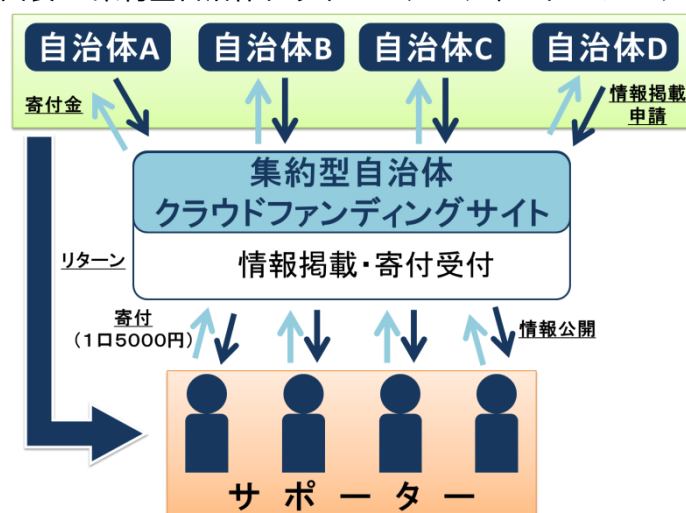 自治体A 自治体B 自治体C 自治体D
寄付金
情報掲載
申請
集約型自治体
クラウドファンディングサイト
リターン
情報掲載・寄付受付
寄付
(1口5000円)
情報公開
サポーター